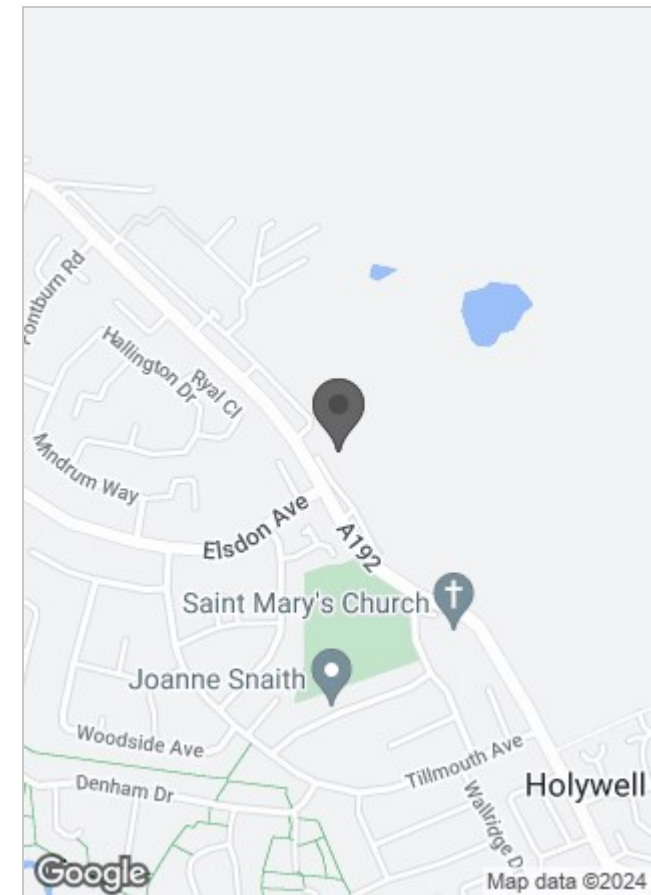 Fontburn Rd
Hallington Dr
Ryal Cl
Mindrum Way
Elsdon Ave
A192
Saint Mary's Church
Joanne Snaith
Woodside Ave
Tillmouth Ave
Denham Dr
Holywell
Wallridge D
Google
Map data ©2024